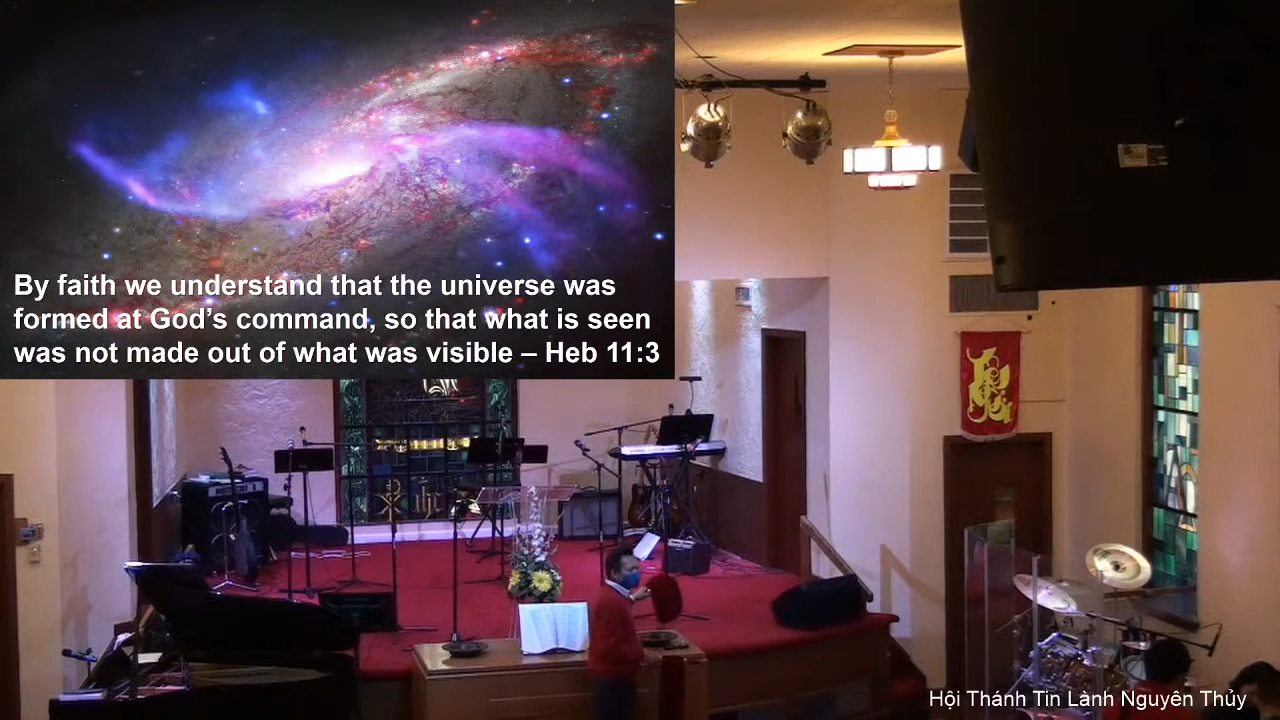 By faith we understand that the universe was
formed at God’s command, so that what is seen
was not made out of what was visible – Heb 11:3
Hội Thánh Tin Lành Nguyên Thủy